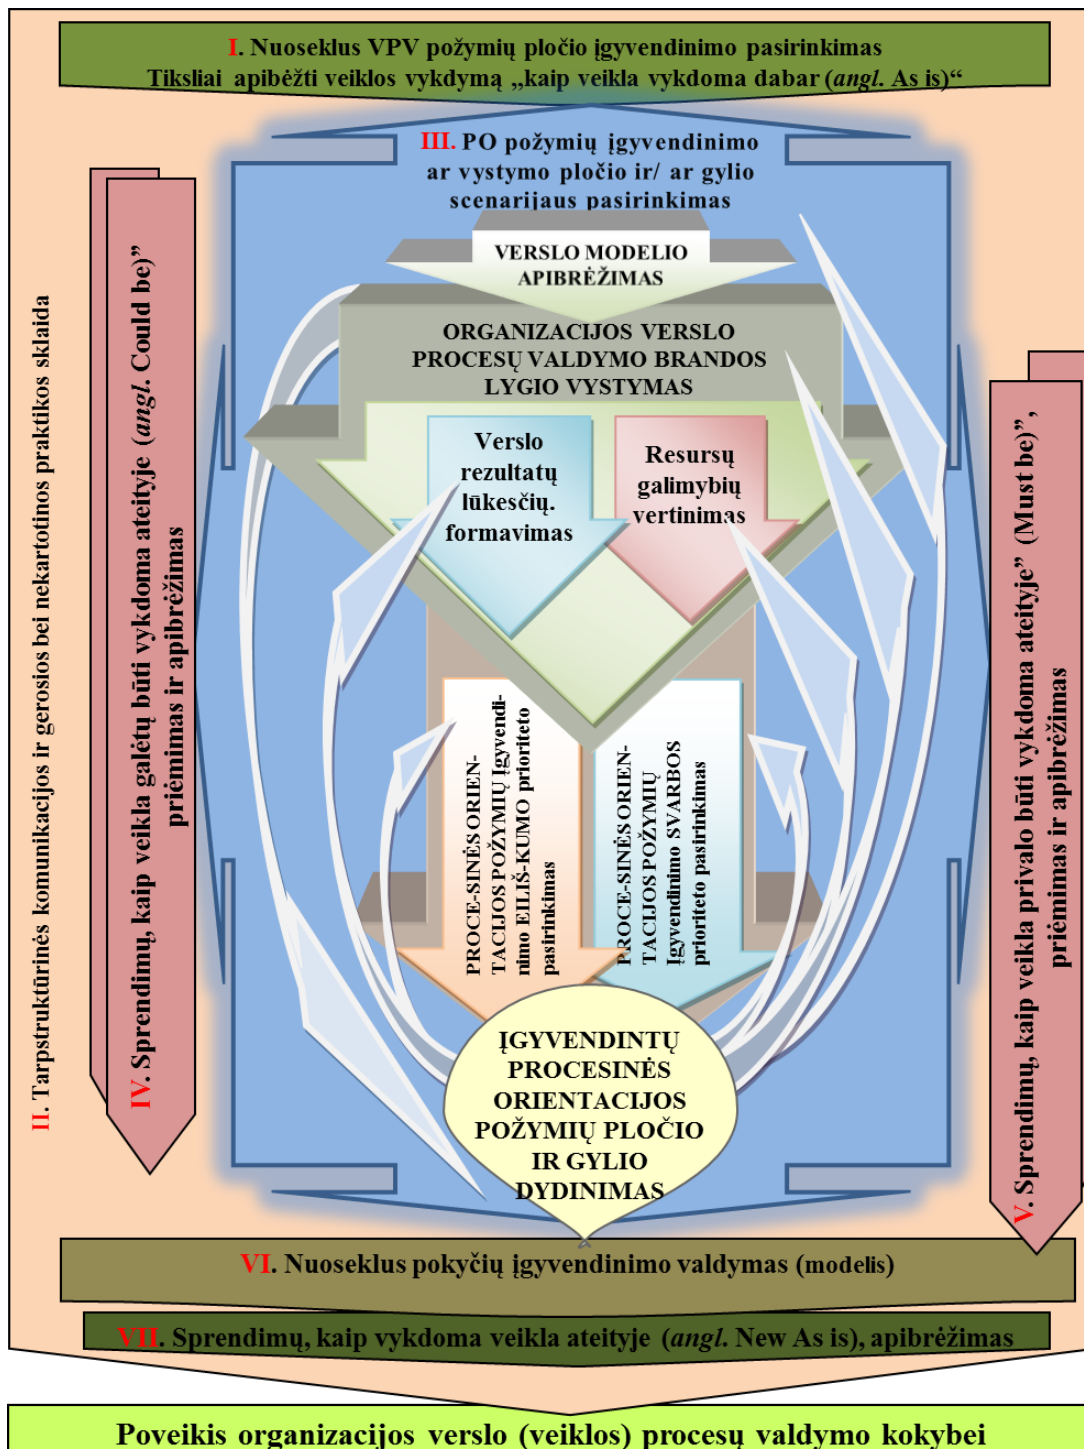 I. Nuoseklus VPV požymių pločio įgyvendinimo pasirinkimas
Tiksliai apibėžti veiklos vykdymą „kaip veikla vykdoma dabar (angl. As is)“
III. PO požymių įgyvendinimo
ar vystymo pločio ir/ ar gylio
scenarijaus pasirinkimas
VERSLO MODELIO
APIBRĖŽIMAS
ORGANIZACIJOS VERSLO
PROCESŲ VALDYMO BRANDOS
LYGIO VYSTYMAS
Verslo
rezultatų
lūkesčių.
formavimas
Resursų
galimybių
vertinimas
II. Tarpstruktūrinės komunikacijos ir gerosios bei nekartotinos praktikos sklaida
IV. Sprendimų, kaip veikla galėtų būti vykdoma ateityje (angl. Could be)”
priėmimas ir apibrėžimas
PROCE-SINĖS ORIEN-
TACIJOS POŽYMIŲ Įgyvendi-
nimo EILIŠ-KUMO prioriteto
pasirinkimas
PROCE-SINĖS ORIEN-
TACIJOS POŽYMIŲ
Įgyvendinimo SVARBOS
prioriteto pasirinkimas
V. Sprendimų, kaip veikla privalo būti vykdoma ateityje” (Must be)”,
priėmimas ir apibrėžimas
ĮGYVENDINTŲ
PROCESINĖS
ORIENTACIJOS
POŽYMIŲ PLOČIO
IR GYLIO
DYDINIMAS
VI. Nuoseklus pokyčių įgyvendinimo valdymas (modelis)
VII. Sprendimų, kaip vykdoma veikla ateityje (angl. New As is), apibrėžimas
Poveikis organizacijos verslo (veiklos) procesų valdymo kokybei